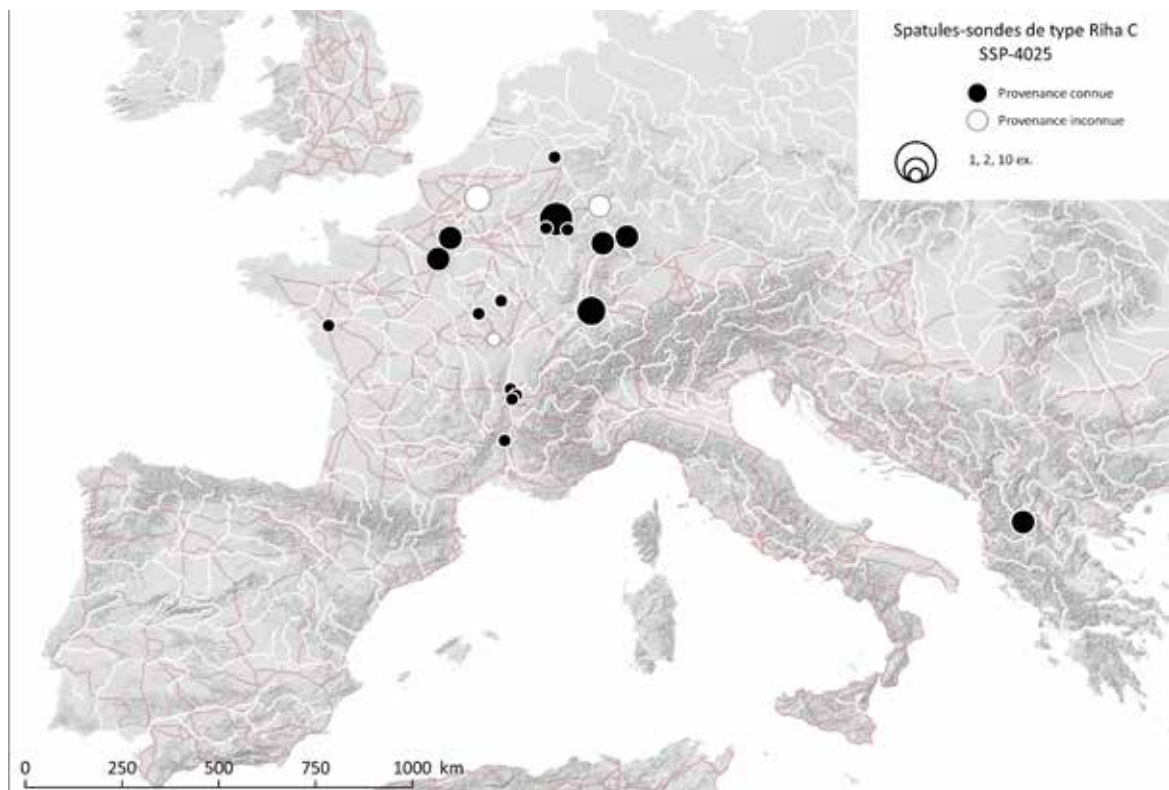 Spatules-sondes de type Riha C
SSP-4025
Provenance connue
Provenance inconnue
1, 2, 10 ex.
0 250 500 750 1000 km